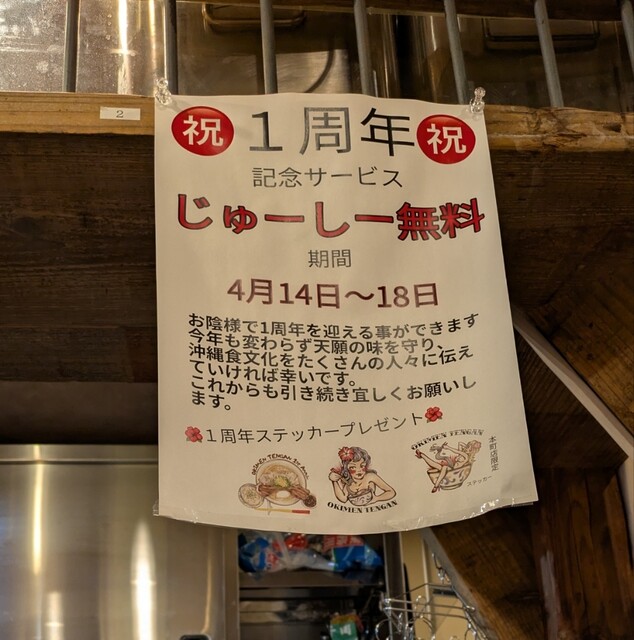 2
祝 1周年 祝
記念サービス
じゅーしー無料
期間
4月14日〜18日
お陰様で1周年を迎える事ができます
今年も変わらず天願の味を守り、
沖縄食文化をたくさんの人々に伝え
ていければ幸いです。
これからも引き続き宜しくお願いし
ます。
1周年ステッカープレゼント
OKIMEN TENGAN
OKIMEN TENGAN
本町店限定
ステッカー